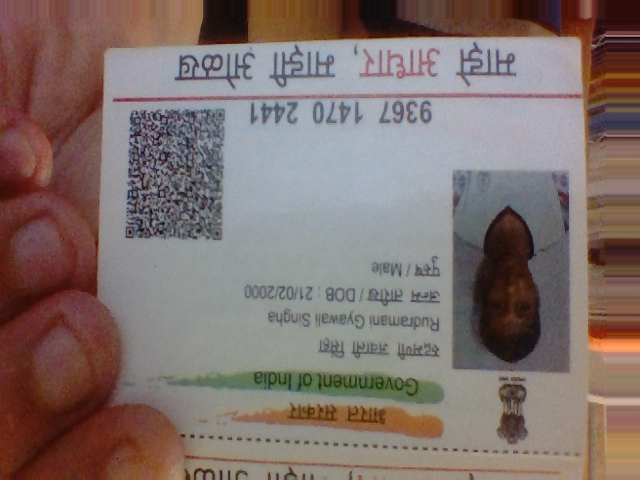 भारत सरकार
Government of India
रुद्रमणी ज्ञवाली सिंहा
Rudramani Gyawali Singha
जन्म तारीख / DOB : 21/02/2000
पुरुष / Male
9367 1470 2441
माझे आधार, माझी ओळख